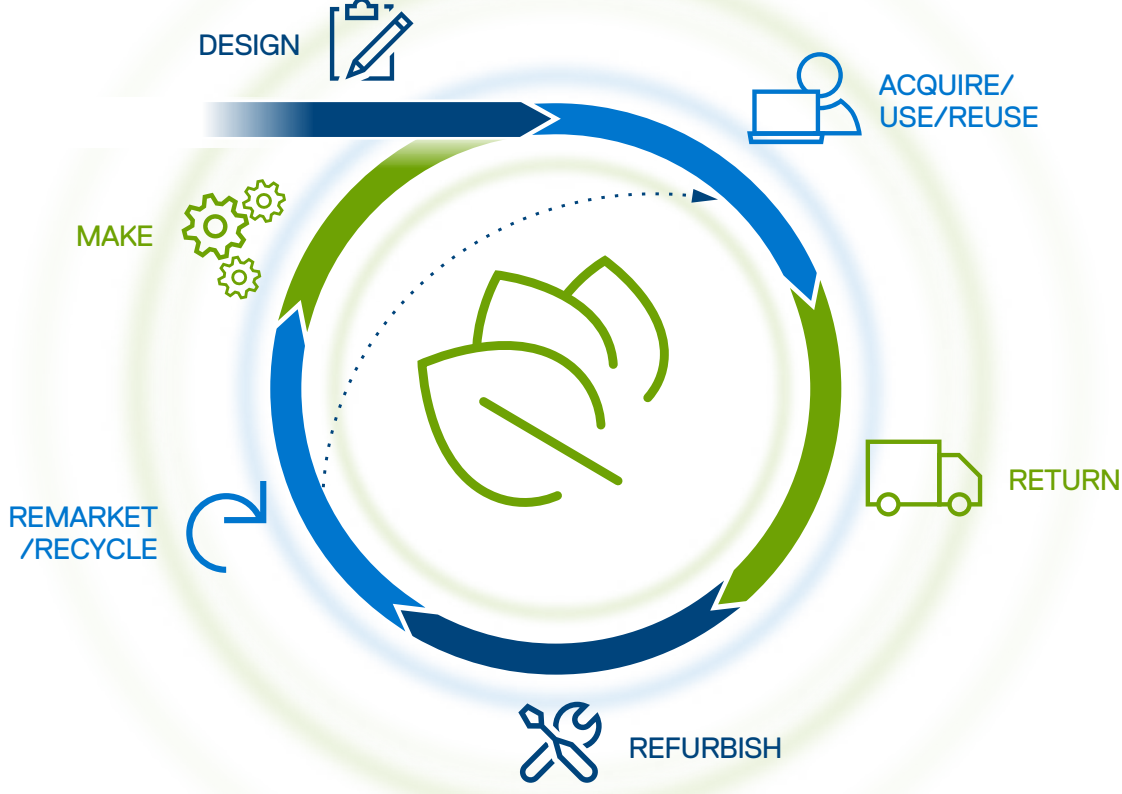 DESIGN
ACQUIRE/
USE/REUSE
MAKE
RETURN
REMARKET
/RECYCLE
REFURBISH